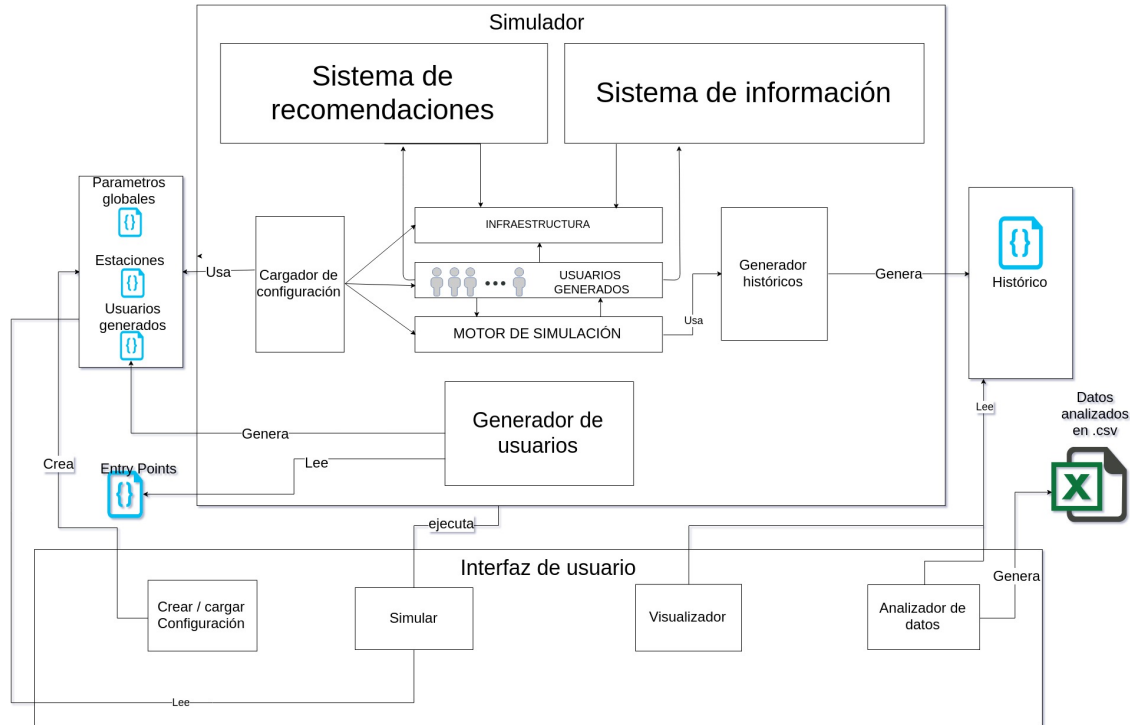 Simulador
Sistema de
recomendaciones
Sistema de información
Parametros
globales
{}
Estaciones
{}
Usuarios
generados
{}
Usa
Cargador de
configuración
INFRAESTRUCTURA
USUARIOS
GENERADOS
MOTOR DE SIMULACIÓN
Usa
Generador
históricos
Genera
{}
Histórico
Generador de
usuarios
Genera
Lee
Crea
Entry Points
{}
Lee
Datos
analizados
en .csv
X
ejecuta
Interfaz de usuario
Crear / cargar
Configuración
Simular
Visualizador
Analizador de
datos
Genera
Lee